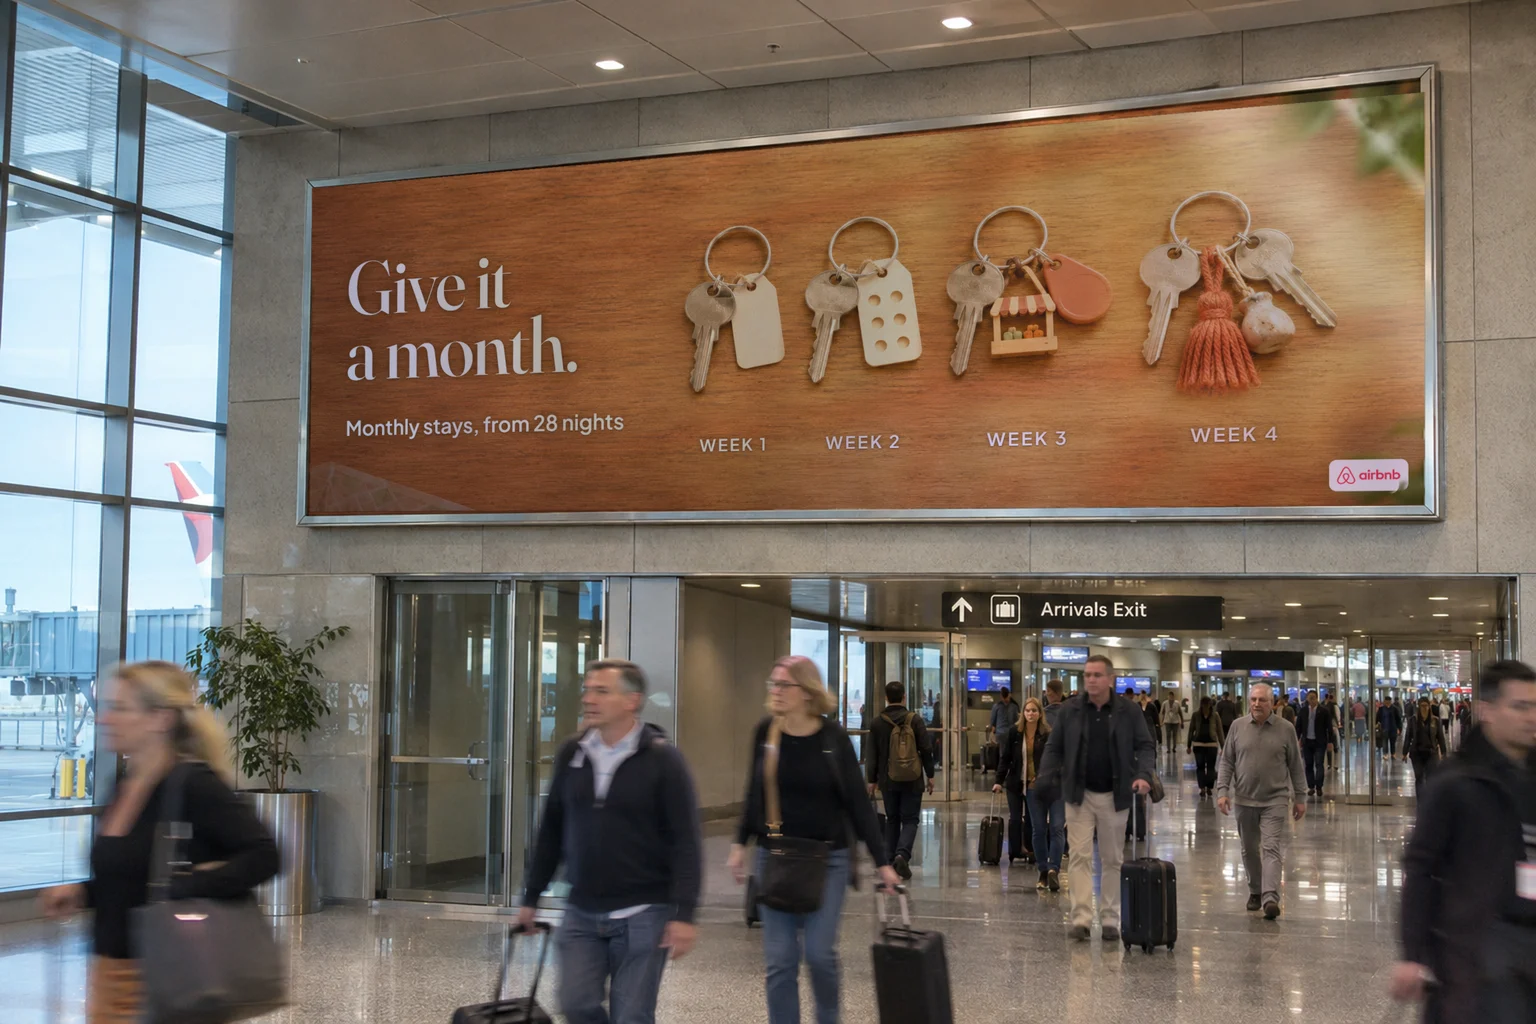 Give it
a month.
Monthly stays, from 28 nights
WEEK 1
WEEK 2
WEEK 3
WEEK 4
airbnb
Arrivals Exit